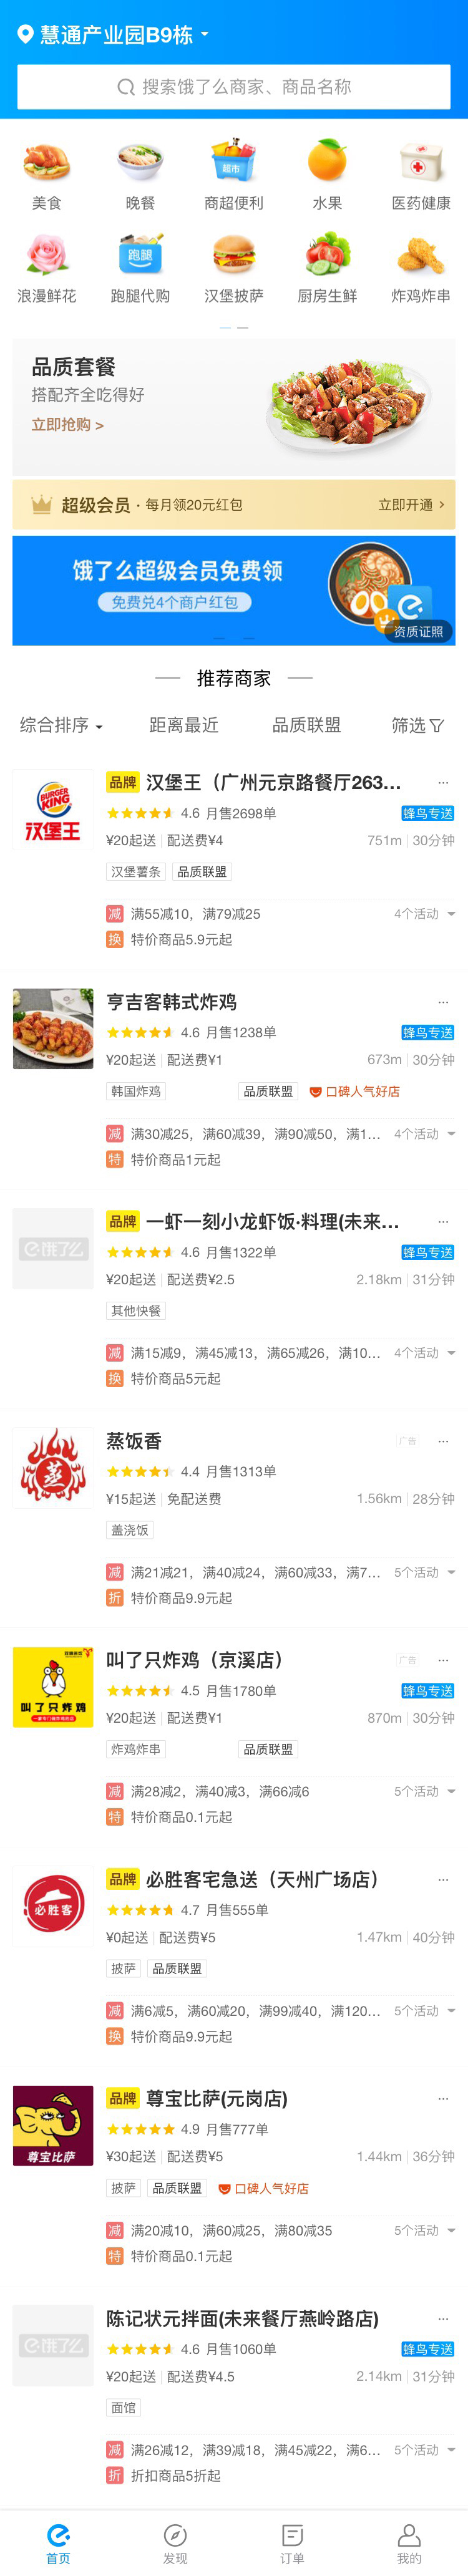 慧通产业园B9栋
搜索饿了么商家、商品名称
超市
美食 晚餐 商超便利 水果 医药健康
跑腿
浪漫鲜花 跑腿代购 汉堡披萨 厨房生鲜 炸鸡炸串
品质套餐
搭配齐全吃得好
立即抢购 >
超级会员 · 每月领20元红包 立即开通 >
饿了么超级会员免费领
免费兑4个商户红包
资质证照
推荐商家
综合排序 距离最近 品质联盟 筛选
BURGER KING
汉堡王
品牌 汉堡王（广州元京路餐厅263... ...
4.6 月售2698单 蜂鸟专送
¥20起送 | 配送费¥4 751m | 30分钟
汉堡薯条 品质联盟
减 满55减10，满79减25 4个活动
换 特价商品5.9元起
亨吉客韩式炸鸡 ...
4.6 月售1238单 蜂鸟专送
¥20起送 | 配送费¥1 673m | 30分钟
韩国炸鸡 品质联盟 口碑人气好店
减 满30减25，满60减39，满90减50，满1... 4个活动
特 特价商品1元起
饿了么
品牌 一虾一刻小龙虾饭·料理(未来... ...
4.6 月售1322单 蜂鸟专送
¥20起送 | 配送费¥2.5 2.18km | 31分钟
其他快餐
减 满15减9，满45减13，满65减26，满10... 4个活动
换 特价商品5元起
蒸
蒸饭香 广告 ...
4.4 月售1313单
¥15起送 | 免配送费 1.56km | 28分钟
盖浇饭
减 满21减21，满40减24，满60减33，满7... 5个活动
折 特价商品9.9元起
叫了只炸鸡
叫了只炸鸡（京溪店） 广告 ...
4.5 月售1780单 蜂鸟专送
¥20起送 | 配送费¥1 870m | 30分钟
炸鸡炸串 品质联盟
减 满28减2，满40减3，满66减6 5个活动
特 特价商品0.1元起
必胜客
品牌 必胜客宅急送（天州广场店） ...
4.7 月售555单
¥0起送 | 配送费¥5 1.47km | 40分钟
披萨 品质联盟
减 满6减5，满60减20，满99减40，满120... 5个活动
换 特价商品9.9元起
尊宝比萨
品牌 尊宝比萨(元岗店) ...
4.9 月售777单
¥30起送 | 配送费¥5 1.44km | 36分钟
披萨 品质联盟 口碑人气好店
减 满20减10，满60减25，满80减35 5个活动
特 特价商品0.1元起
饿了么
陈记状元拌面(未来餐厅燕岭路店) ...
4.6 月售1060单 蜂鸟专送
¥20起送 | 配送费¥4.5 2.14km | 31分钟
面馆
减 满26减12，满39减18，满45减22，满6... 5个活动
折 折扣商品5折起
首页 发现 订单 我的